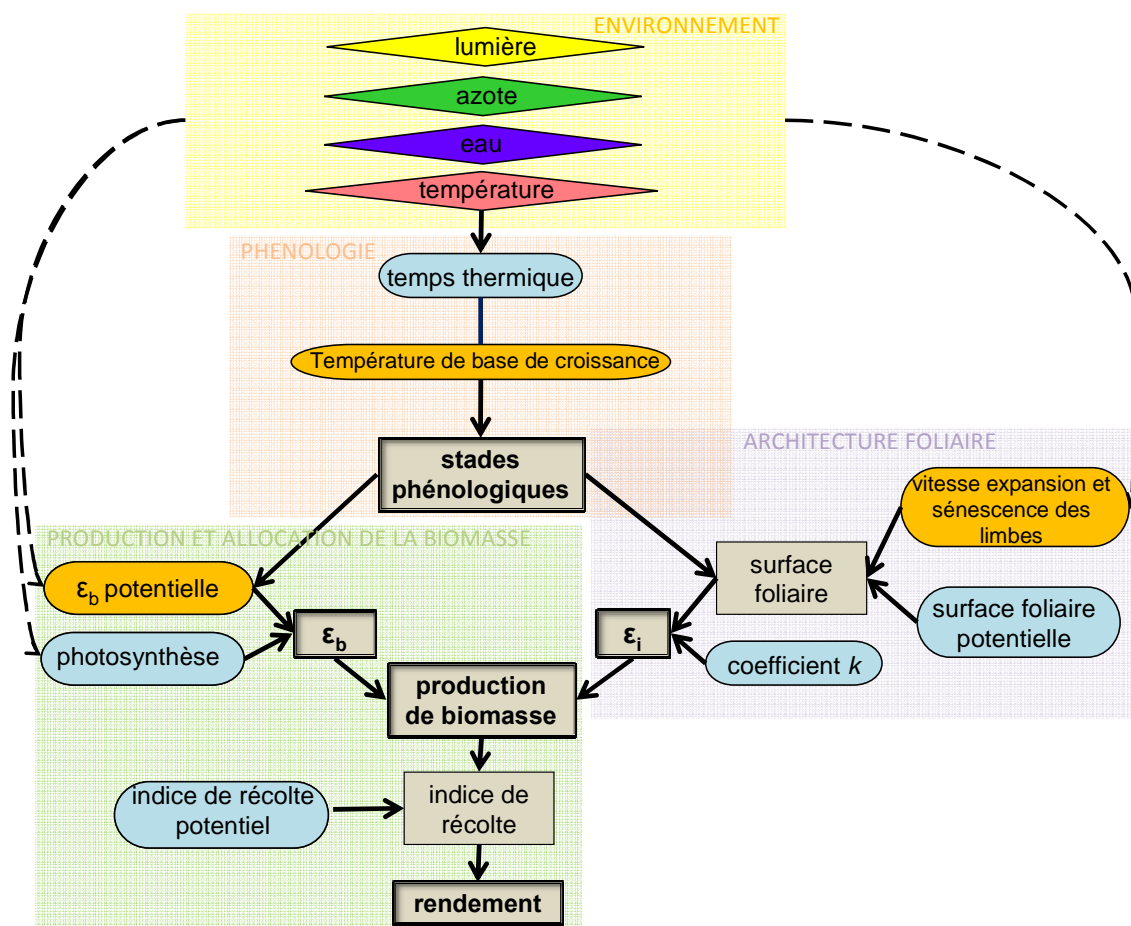 ENVIRONNEMENT
lumière
azote
eau
température
PHENOLOGIE
temps thermique
Température de base de croissance
ARCHITECTURE FOLIAIRE
stades
phénologiques
vitesse expansion et
sénescence des
limbes
PRODUCTION ET ALLOCATION DE LA BIOMASSE
surface
foliaire
εb potentielle
surface foliaire
potentielle
εb
εi
photosynthèse
coefficient k
production
de biomasse
indice de récolte
potentiel
indice de
récolte
rendement